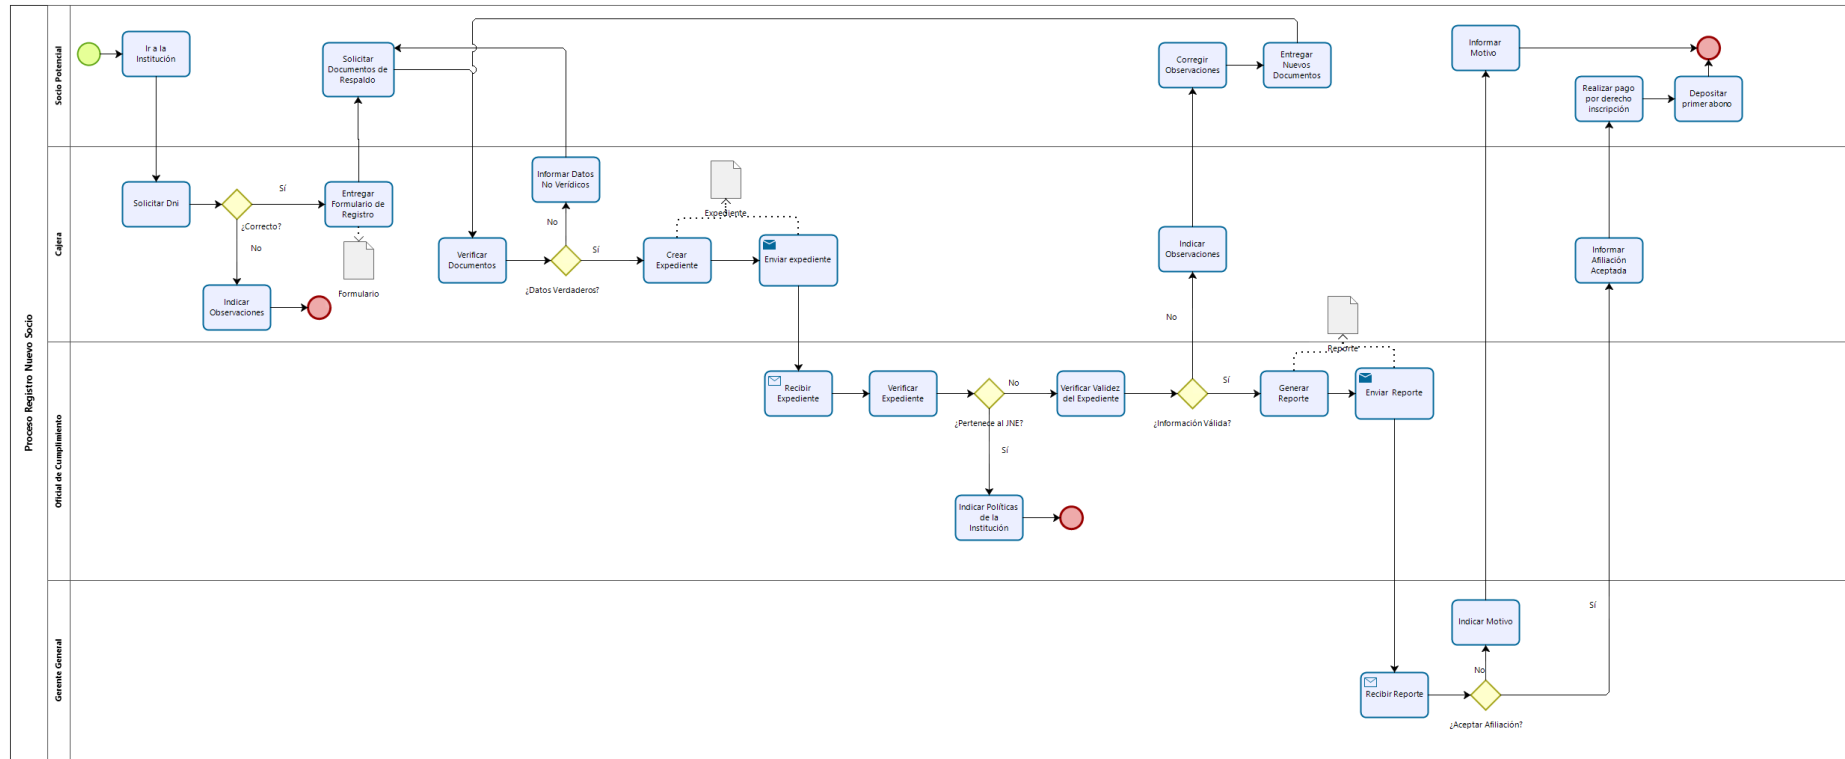 Proceso Registro Nuevo Socio
Socio Potencial
Ir a la
Institución
Solicitar
Documentos de
Respaldo
Corregir
Observaciones
Entregar
Nuevos
Documentos
Informar
Motivo
Realizar pago
por derecho
inscripción
Depositar
primer abono
Cajera
Solicitar Dni
¿Correcto?
Sí
No
Entregar
Formulario de
Registro
Formulario
Indicar
Observaciones
Verificar
Documentos
Informar Datos
No Verídicos
No
Sí
¿Datos Verdaderos?
Crear
Expediente
Expediente
Enviar expediente
Indicar
Observaciones
No
Informar
Afiliación
Aceptada
Reporte
Oficial de Cumplimiento
Recibir
Expediente
Verificar
Expediente
No
¿Pertenece al JNE?
Sí
Indicar Políticas
de la
Institución
Verificar Validez
del Expediente
¿Información Válida?
Sí
Generar
Reporte
Enviar Reporte
Gerente General
Recibir Reporte
Indicar Motivo
No
¿Aceptar Afiliación?
Sí